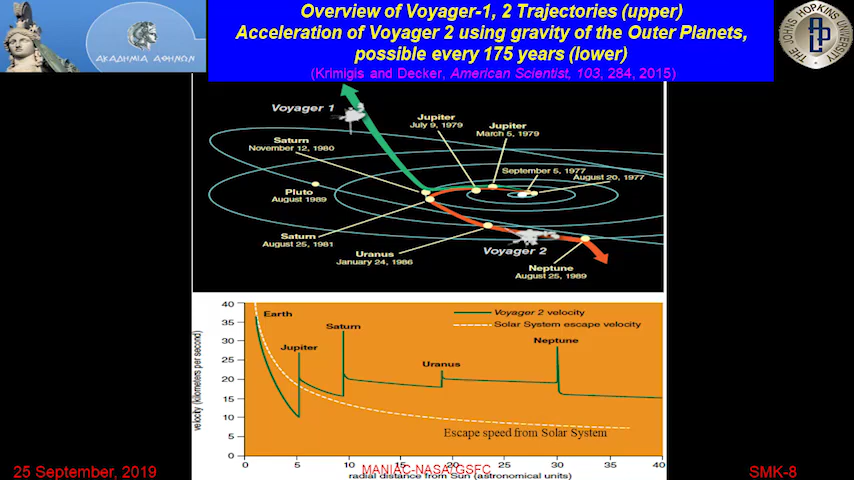 Overview of Voyager-1, 2 Trajectories (upper)
Acceleration of Voyager 2 using gravity of the Outer Planets,
possible every 175 years (lower)
(Krimigis and Decker, American Scientist, 103, 284, 2015)
ΑΚΑΔΗΜΙΑ ΑΘΗΝΩΝ
THE JOHNS HOPKINS UNIVERSITY
Voyager 1
Jupiter
July 9, 1979
Jupiter
March 5, 1979
Saturn
November 12, 1980
September 5, 1977
August 20, 1977
Pluto
August 1989
Saturn
August 25, 1981
Uranus
January 24, 1986
Voyager 2
Neptune
August 25, 1989
velocity (kilometers per second)
40
35
30
25
20
15
10
5
0
Earth
Jupiter
Saturn
Uranus
Neptune
Voyager 2 velocity
Solar System escape velocity
Escape speed from Solar System
0 5 10 15 20 25 30 35 40
radial distance from Sun (astronomical units)
25 September, 2019
MANIAC-NASA/GSFC
SMK-8